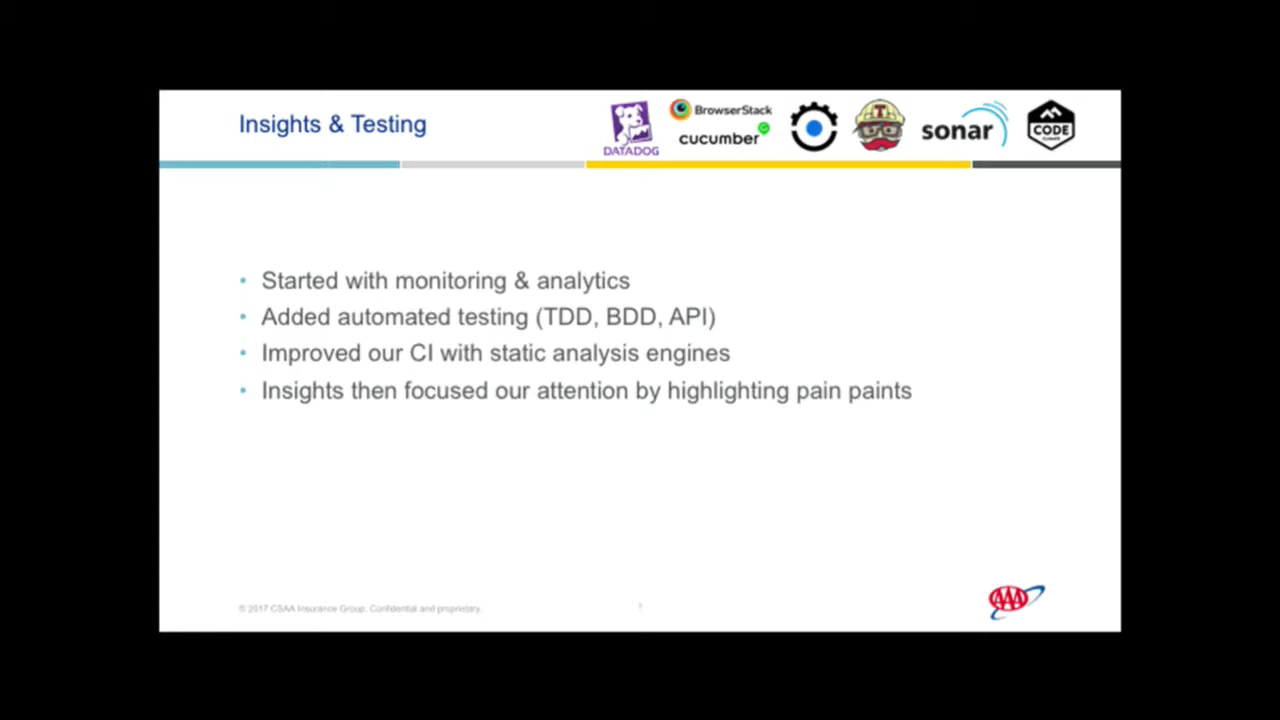 Insights & Testing
DATADOG
BrowserStack
cucumber
T
sonar
CODE
CLIMATE
• Started with monitoring & analytics
• Added automated testing (TDD, BDD, API)
• Improved our CI with static analysis engines
• Insights then focused our attention by highlighting pain paints
© 2017 CSAA Insurance Group. Confidential and proprietary.
AAA